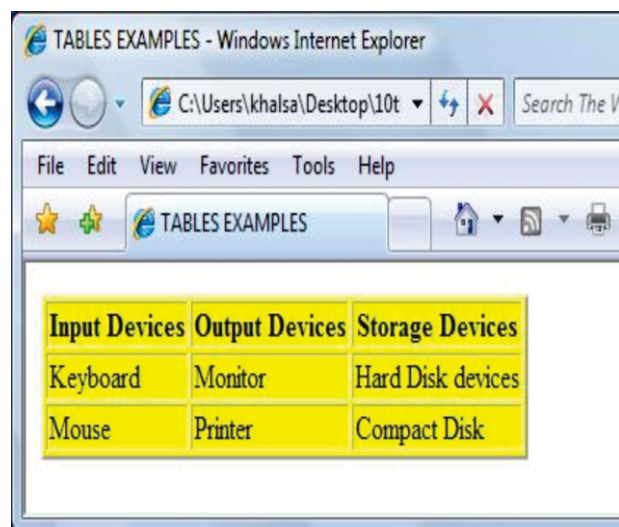 TABLES EXAMPLES - Windows Internet Explorer
C:\Users\khalsa\Desktop\10t
Search The W
File Edit View Favorites Tools Help
TABLES EXAMPLES
Input Devices Output Devices Storage Devices
Keyboard Monitor Hard Disk devices
Mouse Printer Compact Disk